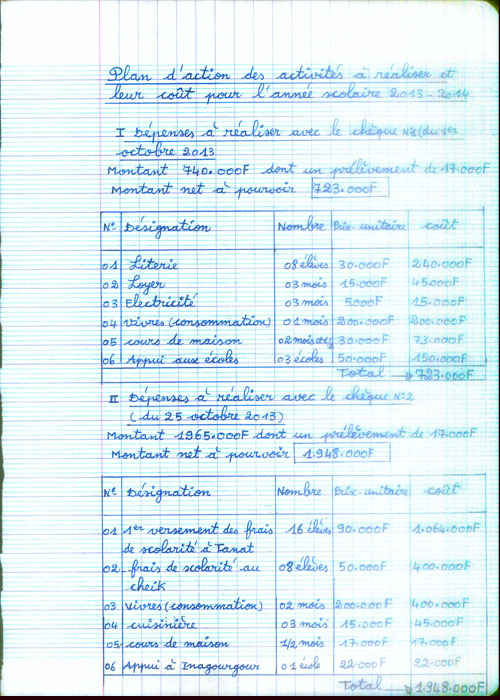 Plan d'action des activités à réaliser et
leur coût pour l'année scolaire 2013-2014
I Dépenses à réaliser avec le chèque N°1(du 1er
octobre 2013
Montant 740.000F dont un prélèvement de 17.000F
Montant net à pourvoir 723.000F
N° Désignation Nombre Prix-unitaire coût
01 Literie 08 élèves 30.000F 240.000F
02 Loyer 03 mois 15.000F 45000F
03 Electricité 03 mois 5000F 15.000F
04 vivres (consommation) 01 mois 200.000F 200.000F
05 cours de maison 02 mois et 1/2 30.000F 73.000F
06 Appui aux écoles 03 écoles 50.000F 150.000F
Total → 723.000F
II Dépenses à réaliser avec le chèque N°2
(du 25 octobre 2013)
Montant 1965.000F dont un prélèvement de 17.000F
Montant net à pourvoir 1.948.000F
N° Désignation Nombre Prix-unitaire coût
01 1er versement des frais 16 élèves 90.000F 1.064.000F
de scolarité à Tanat
02 frais de scolarité au 08 élèves 50.000F 400.000F
cheik
03 vivres (consommation) 02 mois 200.000F 400.000F
04 cuisinière 03 mois 15.000F 45.000F
05 cours de maison 1/2 mois 17.000F 17.000F
06 Appui à Inagourgour 01 école 22.000F 22.000F
Total → 1.948.000F